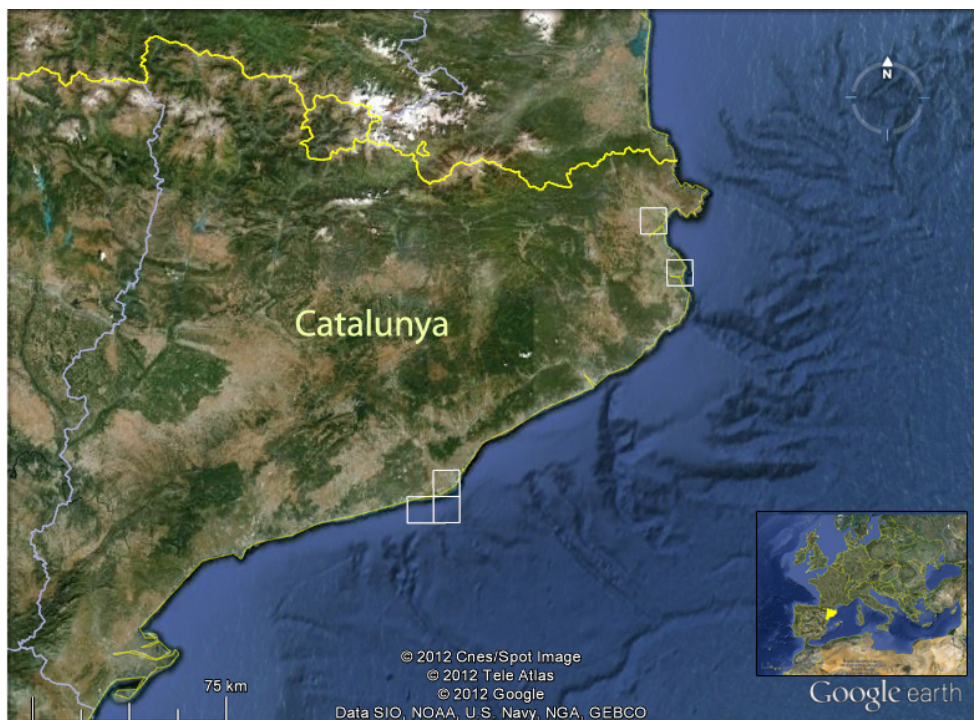 N
Catalunya
© 2012 Cnes/Spot Image
© 2012 Tele Atlas
© 2012 Google
Data SIO, NOAA, U.S. Navy, NGA, GEBCO
75 km
Google earth